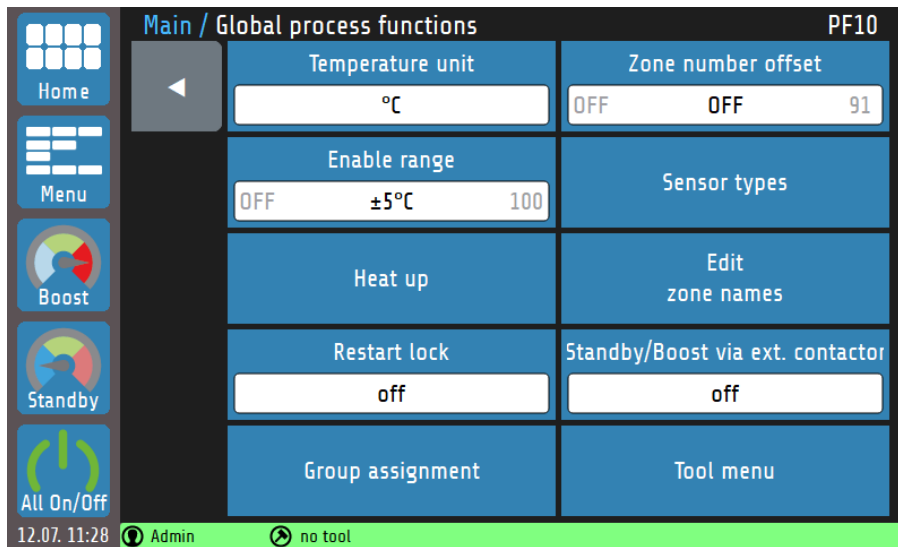 Main / Global process functions PF10
Home
Menu
Boost
Standby
All On/Off
12.07. 11:28
◄
Temperature unit
°C
Zone number offset
OFF OFF 91
Enable range
OFF ±5°C 100
Sensor types
Heat up
Edit
zone names
Restart lock
off
Standby/Boost via ext. contactor
off
Group assignment
Tool menu
Admin no tool